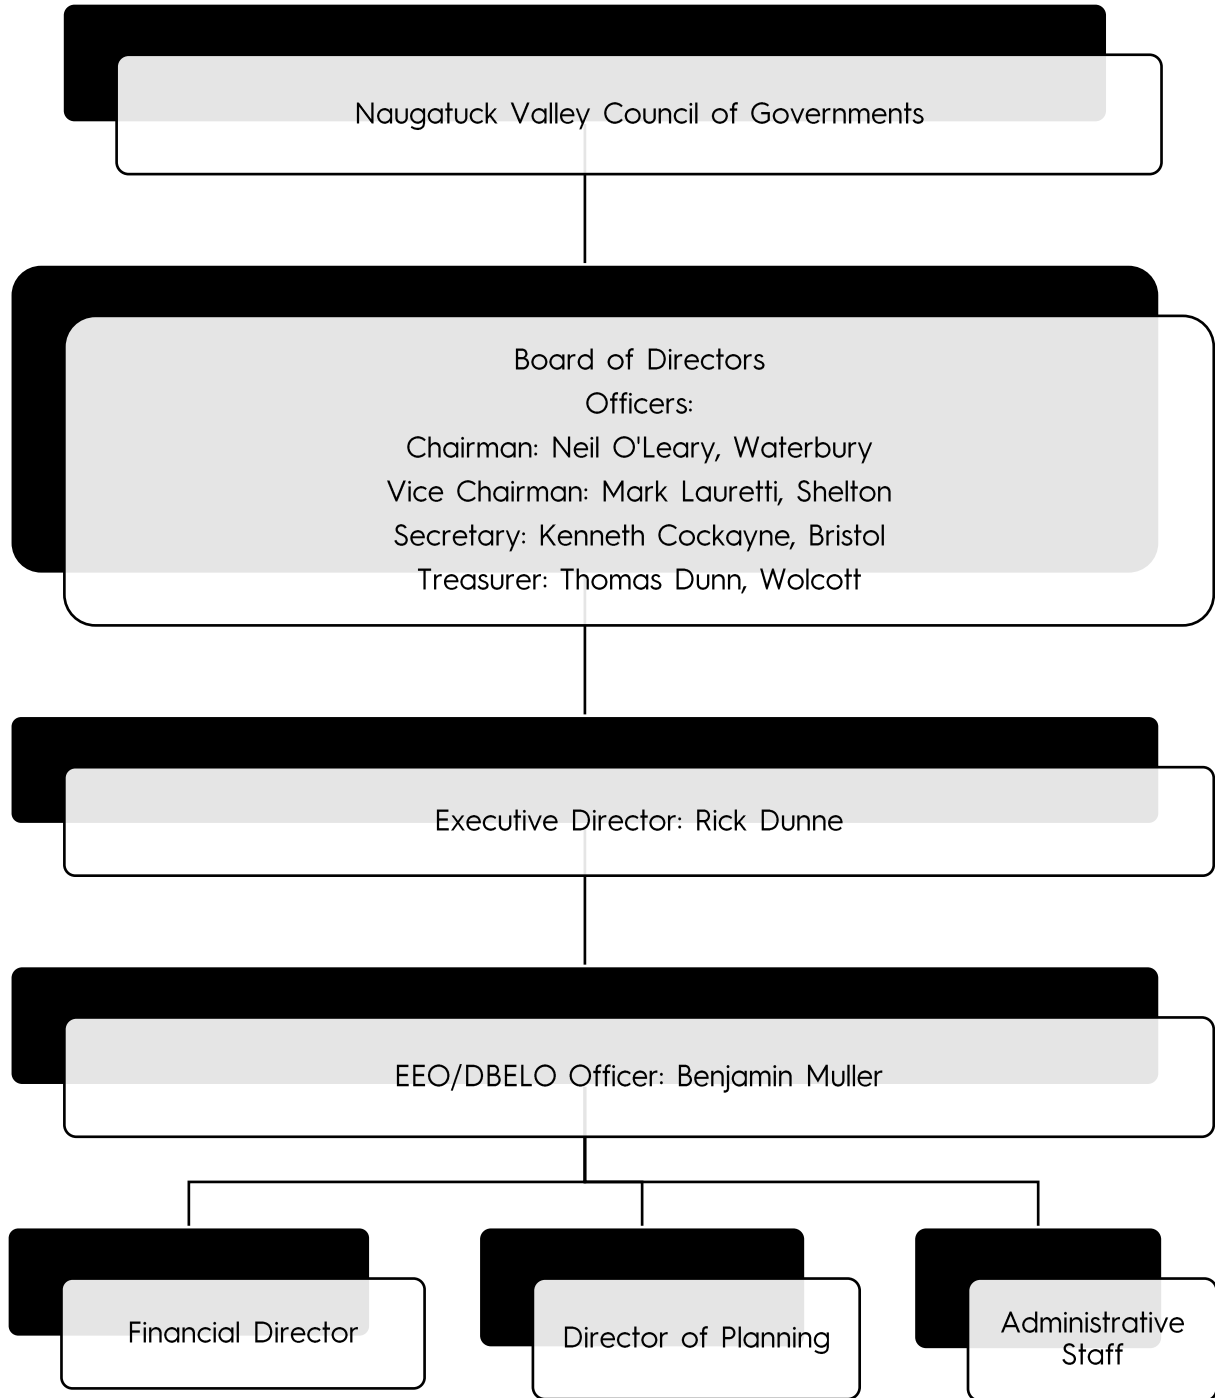 Naugatuck Valley Council of Governments
Board of Directors
Officers:
Chairman: Neil O'Leary, Waterbury
Vice Chairman: Mark Lauretti, Shelton
Secretary: Kenneth Cockayne, Bristol
Treasurer: Thomas Dunn, Wolcott
Executive Director: Rick Dunne
EEO/DBELO Officer: Benjamin Muller
Financial Director
Director of Planning
Administrative
Staff